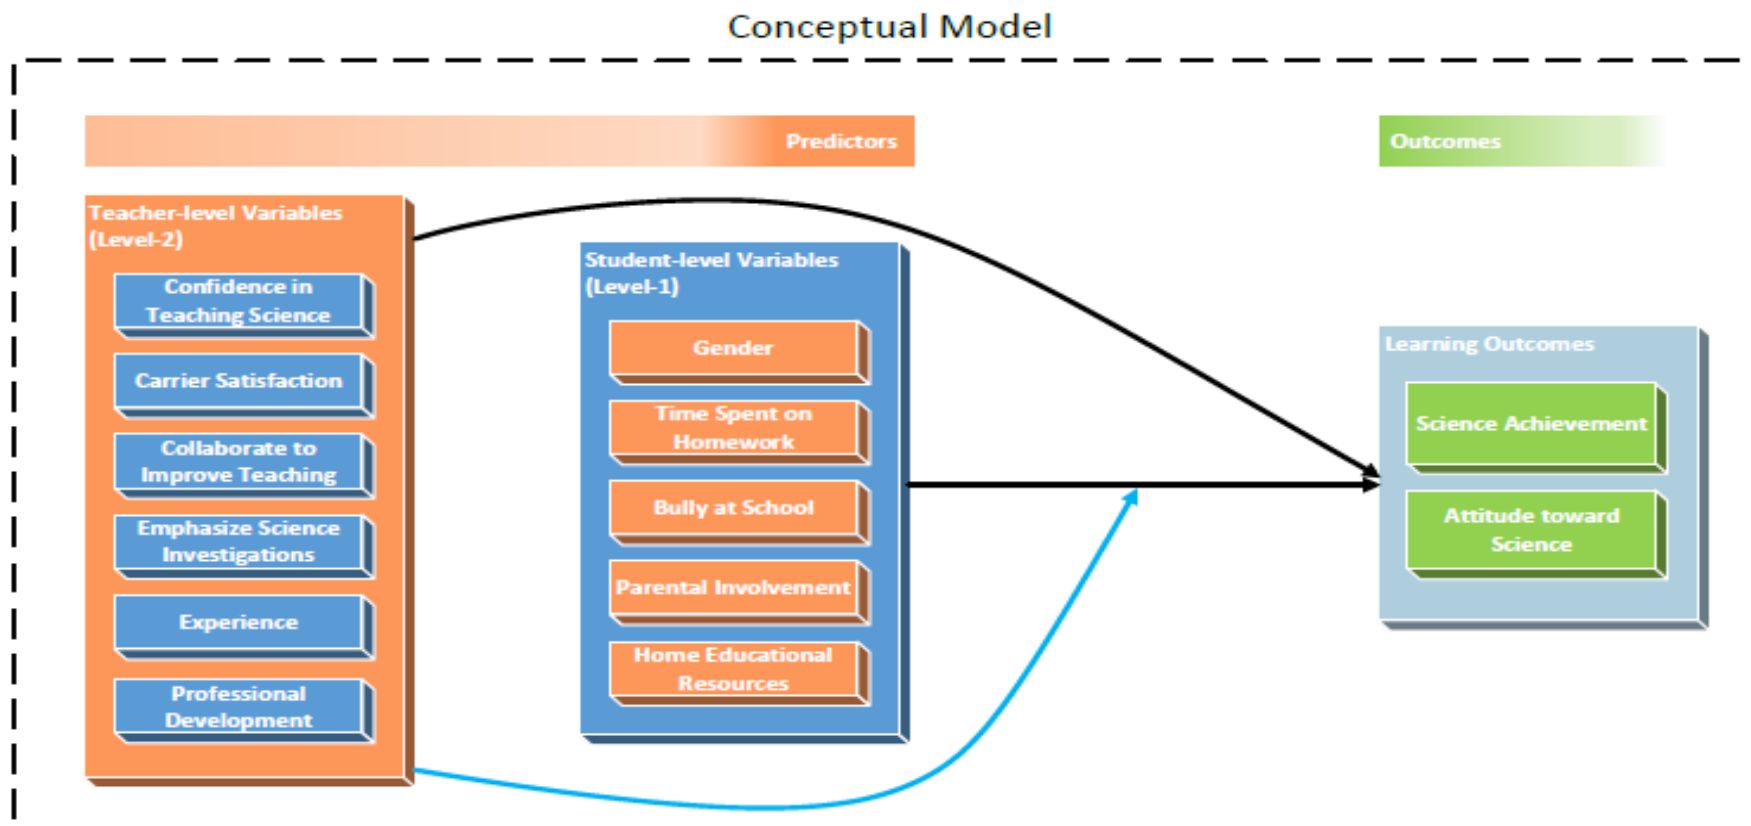 Conceptual Model
Predictors
Outcomes
Teacher-level Variables
(Level-2)
Confidence in
Teaching Science
Carrier Satisfaction
Collaborate to
Improve Teaching
Emphasize Science
Investigations
Experience
Professional
Development
Student-level Variables
(Level-1)
Gender
Time Spent on
Homework
Bully at School
Parental Involvement
Home Educational
Resources
Learning Outcomes
Science Achievement
Attitude toward
Science